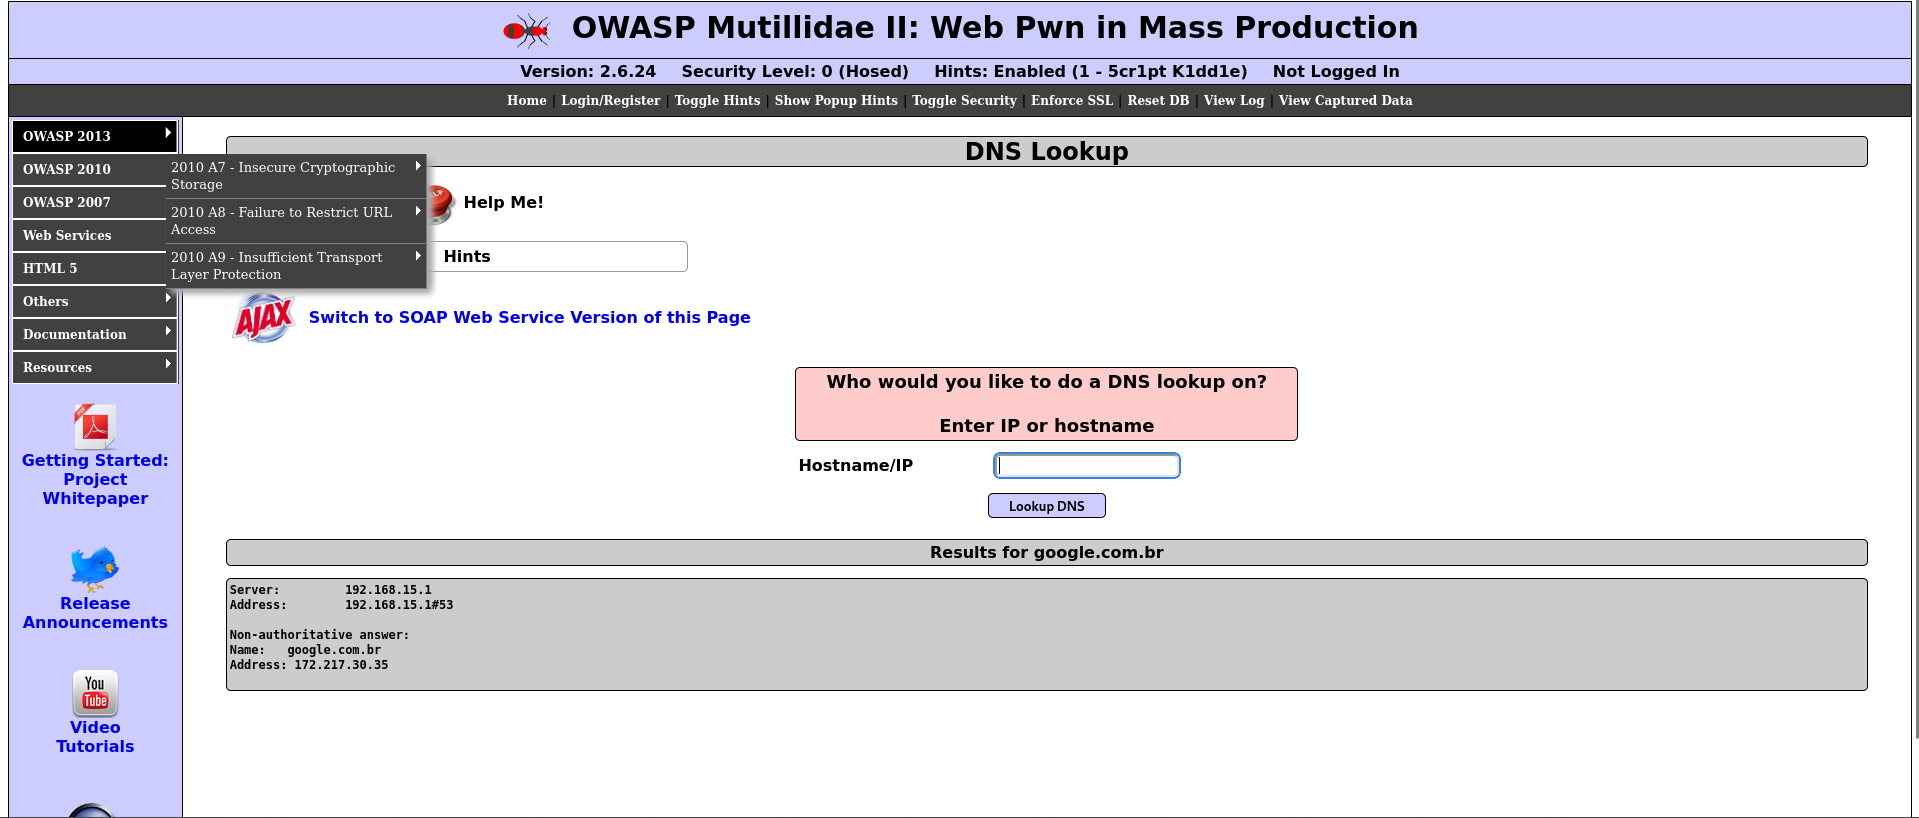 OWASP Mutillidae II: Web Pwn in Mass Production
Version: 2.6.24 Security Level: 0 (Hosed) Hints: Enabled (1 - 5cr1pt K1dd1e) Not Logged In
Home | Login/Register | Toggle Hints | Show Popup Hints | Toggle Security | Enforce SSL | Reset DB | View Log | View Captured Data
OWASP 2013
OWASP 2010
OWASP 2007
Web Services
HTML 5
Others
Documentation
Resources
2010 A7 - Insecure Cryptographic
Storage
2010 A8 - Failure to Restrict URL
Access
2010 A9 - Insufficient Transport
Layer Protection
PDF
Getting Started:
Project
Whitepaper
Release
Announcements
You
Tube
Video
Tutorials
DNS Lookup
Help Me!
Hints
AJAX
Switch to SOAP Web Service Version of this Page
Who would you like to do a DNS lookup on?
Enter IP or hostname
Hostname/IP
Lookup DNS
Results for google.com.br
Server: 192.168.15.1
Address: 192.168.15.1#53
Non-authoritative answer:
Name: google.com.br
Address: 172.217.30.35